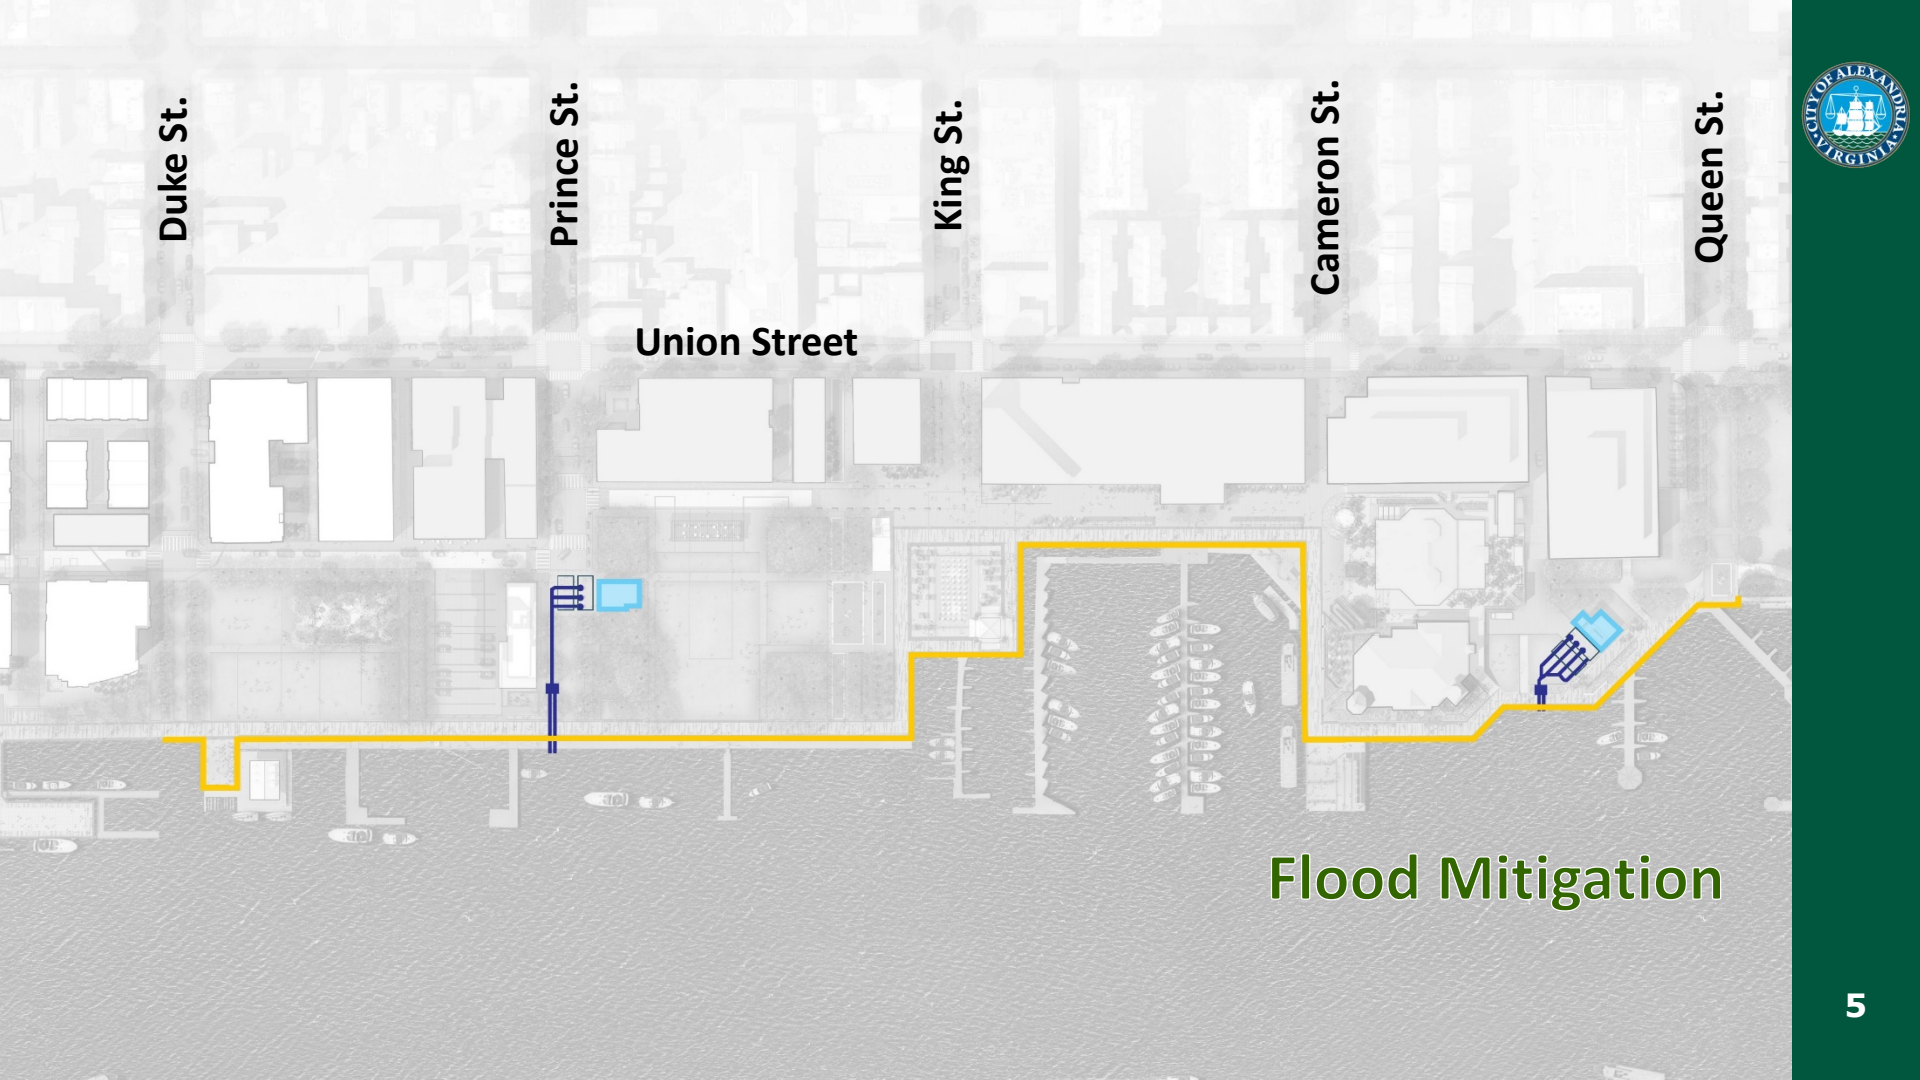 Duke St.
Prince St.
King St.
Cameron St.
Queen St.
CITY OF ALEXANDRIA
VIRGINIA
Union Street
Flood Mitigation
5